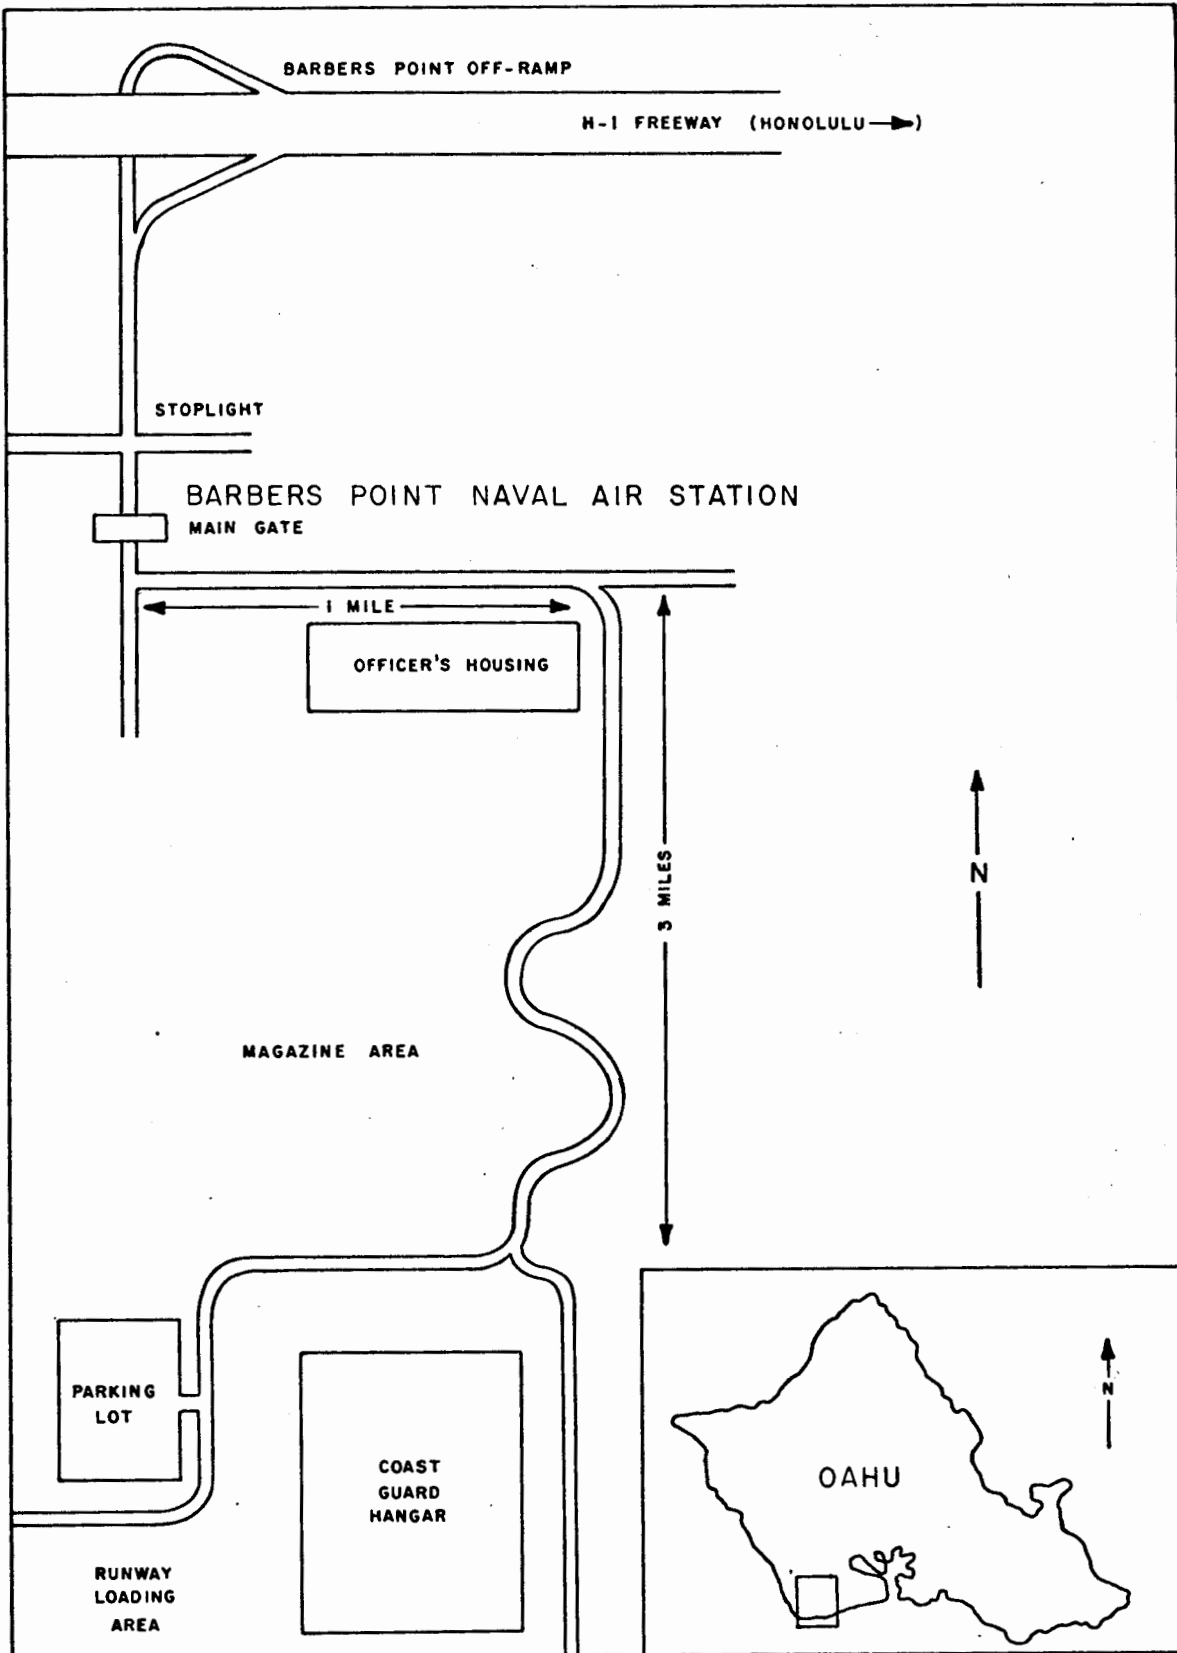 BARBERS POINT OFF-RAMP
H-1 FREEWAY (HONOLULU → )
STOPLIGHT
BARBERS POINT NAVAL AIR STATION
MAIN GATE
1 MILE
OFFICER'S HOUSING
3 MILES
N
MAGAZINE AREA
PARKING
LOT
COAST
GUARD
HANGAR
RUNWAY
LOADING
AREA
N
OAHU